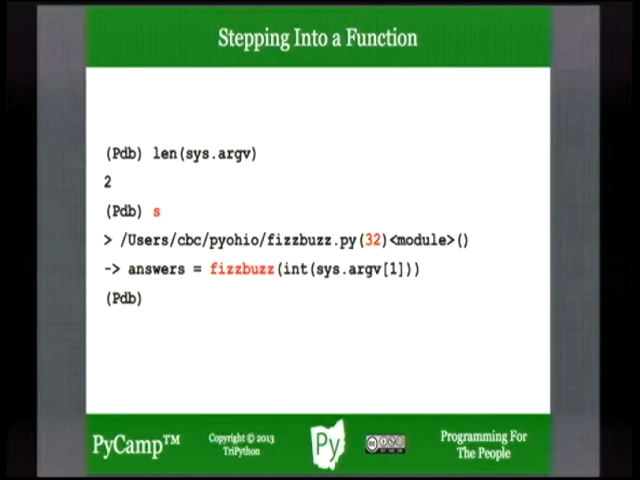 Stepping Into a Function
(Pdb) len(sys.argv)
2
(Pdb) s
> /Users/cbc/pyohio/fizzbuzz.py(32)<module>()
-> answers = fizzbuzz(int(sys.argv[1]))
(Pdb)
PyCamp™
Copyright © 2013
TriPython
Py
Programming For
The People